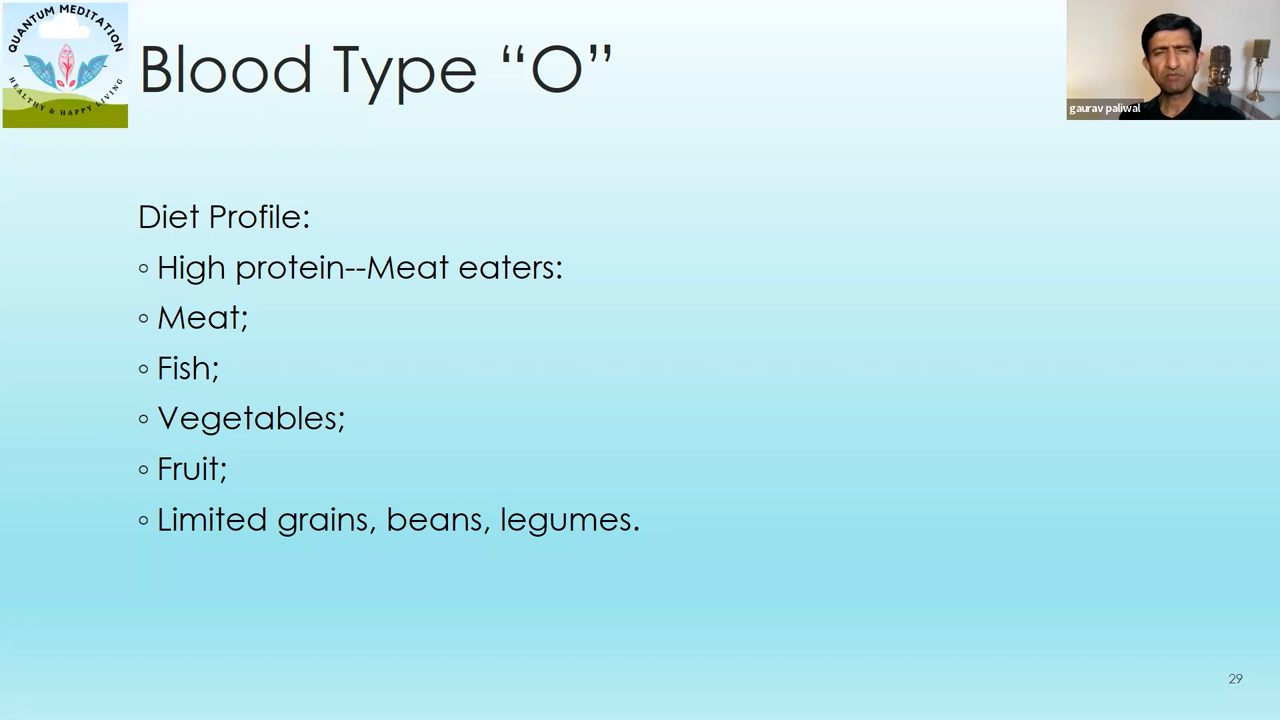 QUANTUM MEDITATION
HEALTHY & HAPPY LIVING
Blood Type “O”
gaurav paliwal
Diet Profile:
◦ High protein--Meat eaters:
◦ Meat;
◦ Fish;
◦ Vegetables;
◦ Fruit;
◦ Limited grains, beans, legumes.
29